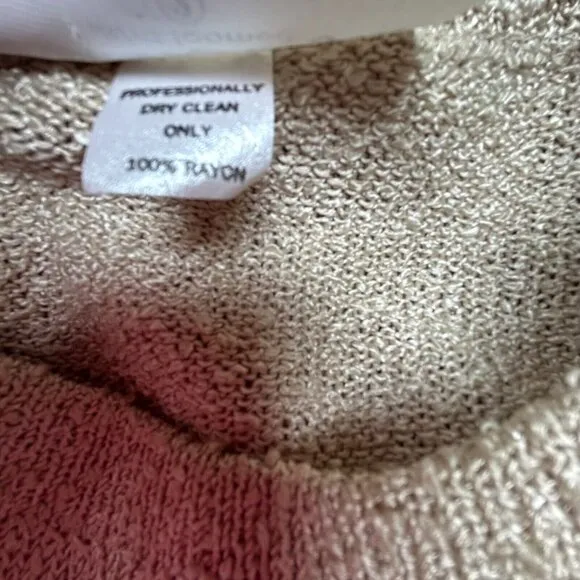 PROFESSIONALLY
DRY CLEAN
ONLY
100% RAYON